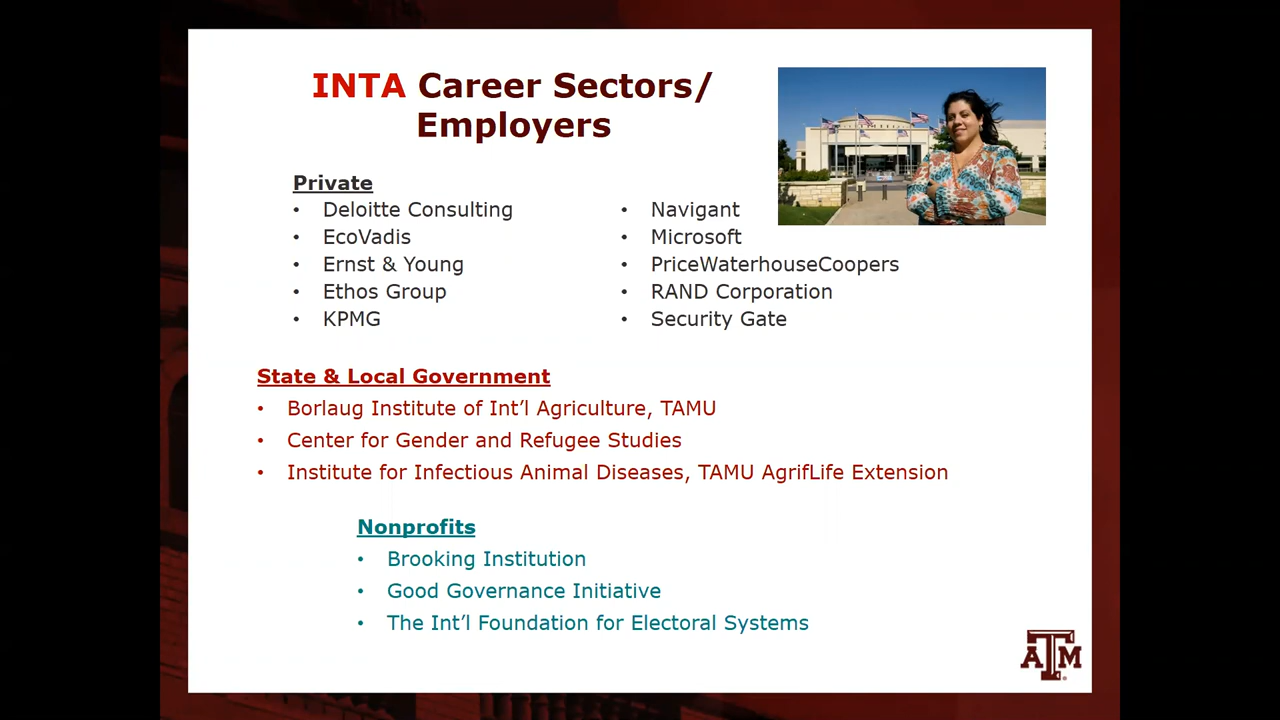 INTA Career Sectors/
Employers
Private
• Deloitte Consulting
• EcoVadis
• Ernst & Young
• Ethos Group
• KPMG
• Navigant
• Microsoft
• PriceWaterhouseCoopers
• RAND Corporation
• Security Gate
State & Local Government
• Borlaug Institute of Int’l Agriculture, TAMU
• Center for Gender and Refugee Studies
• Institute for Infectious Animal Diseases, TAMU AgrifLife Extension
Nonprofits
• Brooking Institution
• Good Governance Initiative
• The Int’l Foundation for Electoral Systems
ATM